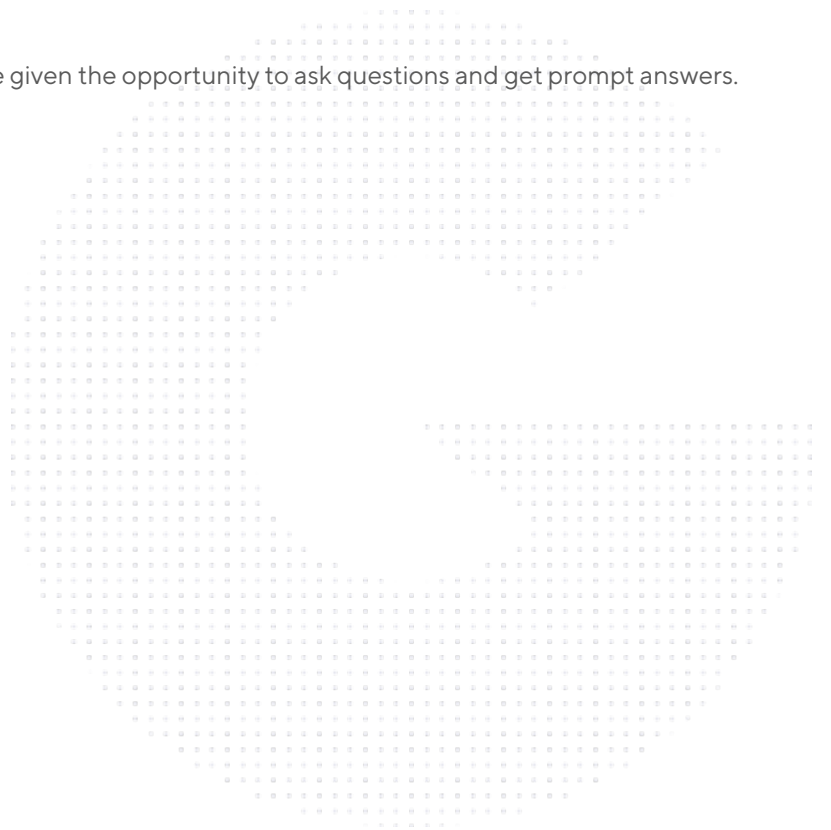 given the opportunity to ask questions and get prompt answers.